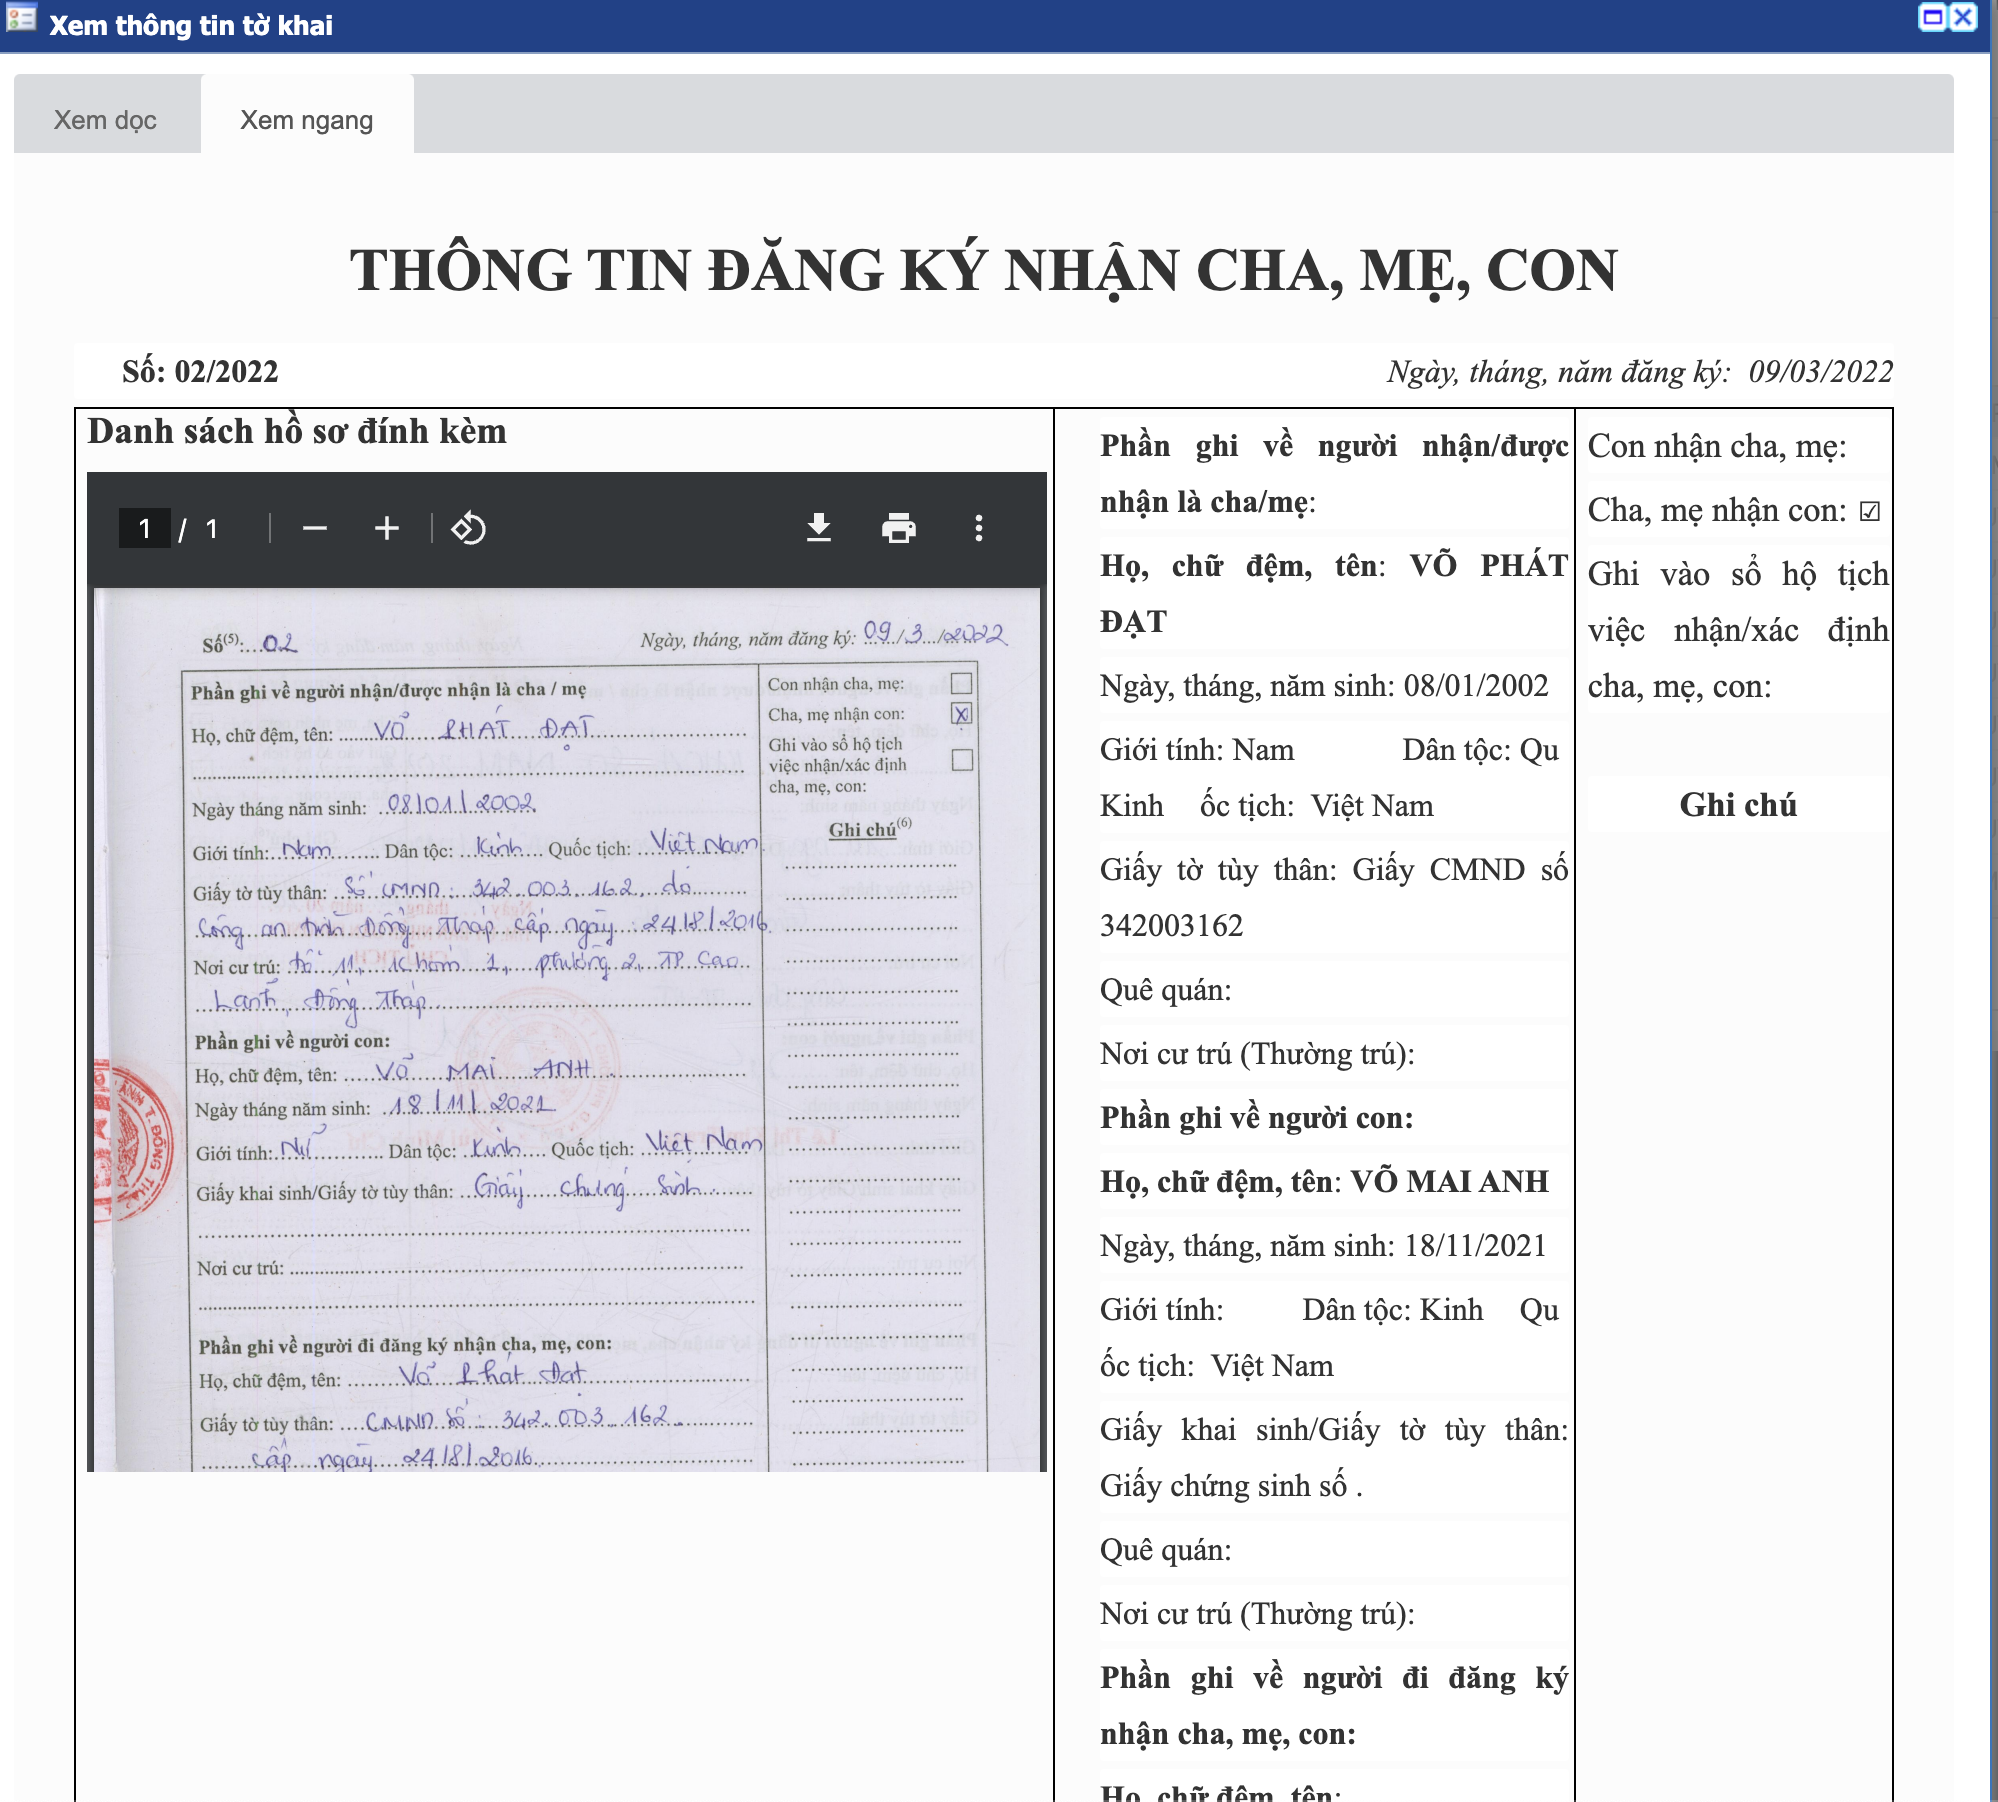 Xem thông tin tờ khai
Xem dọc
Xem ngang
THÔNG TIN ĐĂNG KÝ NHẬN CHA, MẸ, CON
Số: 02/2022
Ngày, tháng, năm đăng ký: 09/03/2022
Danh sách hồ sơ đính kèm
1 / 1
Số(5):...02
Ngày, tháng, năm đăng ký: 09/3/2022
Phần ghi về người nhận/được nhận là cha / mẹ
Họ, chữ đệm, tên: VÕ PHÁT ĐẠT
Ngày tháng năm sinh: 08/01/2002
Giới tính: Nam Dân tộc: Kinh Quốc tịch: Việt Nam
Giấy tờ tùy thân: Số CMND: 342 003 162 do
Công an tỉnh Đồng Tháp cấp ngày: 24/8/2016
Nơi cư trú: tổ 11, khóm 1, phường 2, TP Cao
Lãnh, Đồng Tháp
Phần ghi về người con:
Họ, chữ đệm, tên: VÕ MAI ANH
Ngày tháng năm sinh: 18/11/2021
Giới tính: Nữ Dân tộc: Kinh Quốc tịch: Việt Nam
Giấy khai sinh/Giấy tờ tùy thân: Giấy chứng sinh
Nơi cư trú:
Phần ghi về người đi đăng ký nhận cha, mẹ, con:
Họ, chữ đệm, tên: Võ Phát Đạt
Giấy tờ tùy thân: CMND số: 342.003.162.
cấp ngày 24/8/2016
Con nhận cha, mẹ:
Cha, mẹ nhận con: X
Ghi vào sổ hộ tịch
việc nhận/xác định
cha, mẹ, con:
Ghi chú(6)
Phần ghi về người nhận/được
nhận là cha/mẹ:
Họ, chữ đệm, tên: VÕ PHÁT
ĐẠT
Ngày, tháng, năm sinh: 08/01/2002
Giới tính: Nam Dân tộc: Qu
Kinh ốc tịch: Việt Nam
Giấy tờ tùy thân: Giấy CMND số
342003162
Quê quán:
Nơi cư trú (Thường trú):
Phần ghi về người con:
Họ, chữ đệm, tên: VÕ MAI ANH
Ngày, tháng, năm sinh: 18/11/2021
Giới tính: Dân tộc: Kinh Qu
ốc tịch: Việt Nam
Giấy khai sinh/Giấy tờ tùy thân:
Giấy chứng sinh số .
Quê quán:
Nơi cư trú (Thường trú):
Phần ghi về người đi đăng ký
nhận cha, mẹ, con:
Họ, chữ đệm, tên:
Con nhận cha, mẹ:
Cha, mẹ nhận con: ☑
Ghi vào sổ hộ tịch
việc nhận/xác định
cha, mẹ, con:
Ghi chú